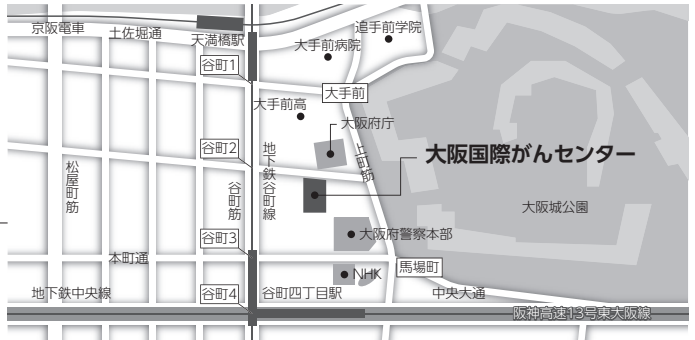 京阪電車
土佐堀通
天満橋駅
追手前学院
大手前病院
谷町1
大手前
大手前高
大阪府庁
谷町2
地下鉄谷町線
上町筋
大阪国際がんセンター
松屋町筋
谷町筋
大阪城公園
谷町3
大阪府警察本部
本町通
馬場町
NHK
地下鉄中央線
谷町4
谷町四丁目駅
中央大通
阪神高速13号東大阪線